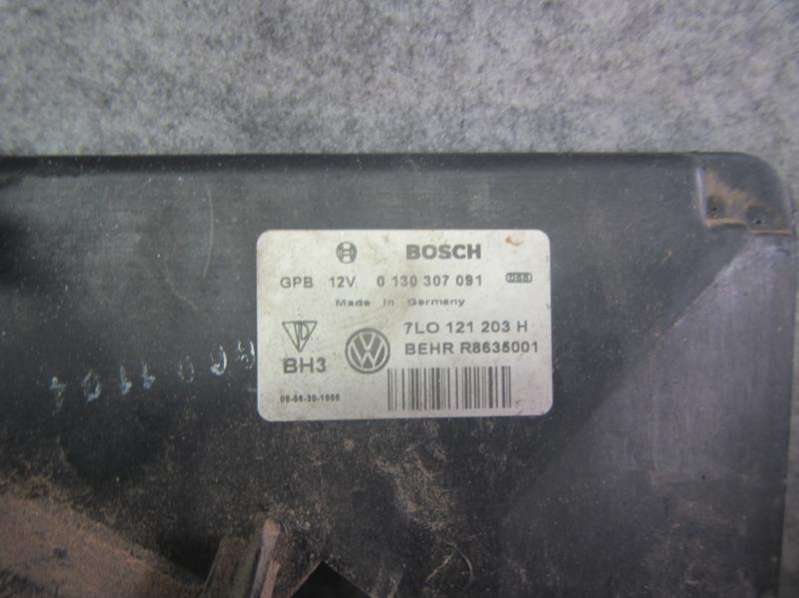 BOSCH
GPB 12V 0 130 307 091
Made in Germany
7LO 121 203 H
BH3
BEHR R8635001